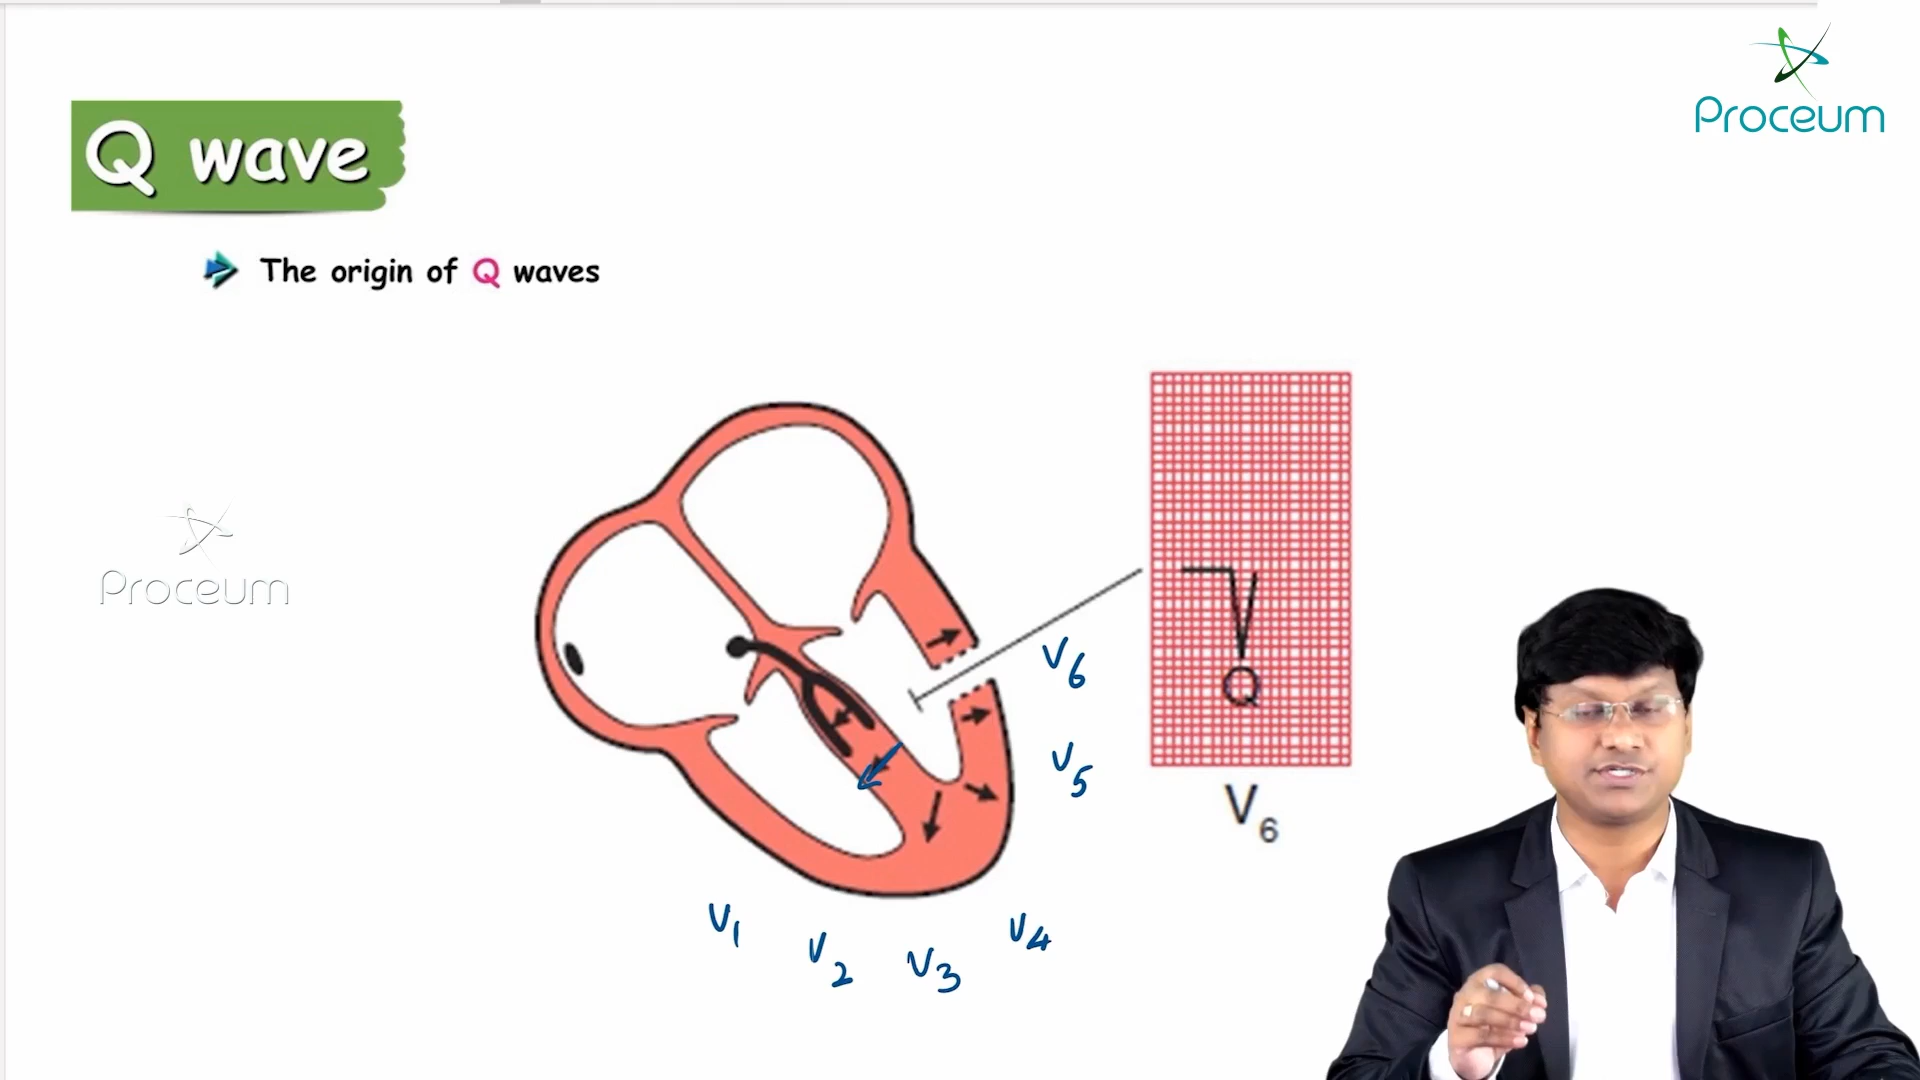 Proceum
Q wave
The origin of Q waves
Proceum
V6
V5
Q
V6
V1
V2
V3
V4